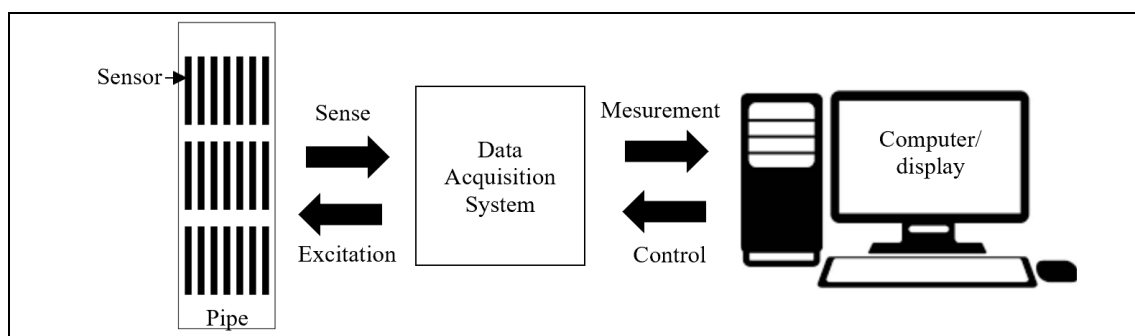 Sensor
Pipe
Sense
Excitation
Data
Acquisition
System
Mesurement
Control
Computer/
display